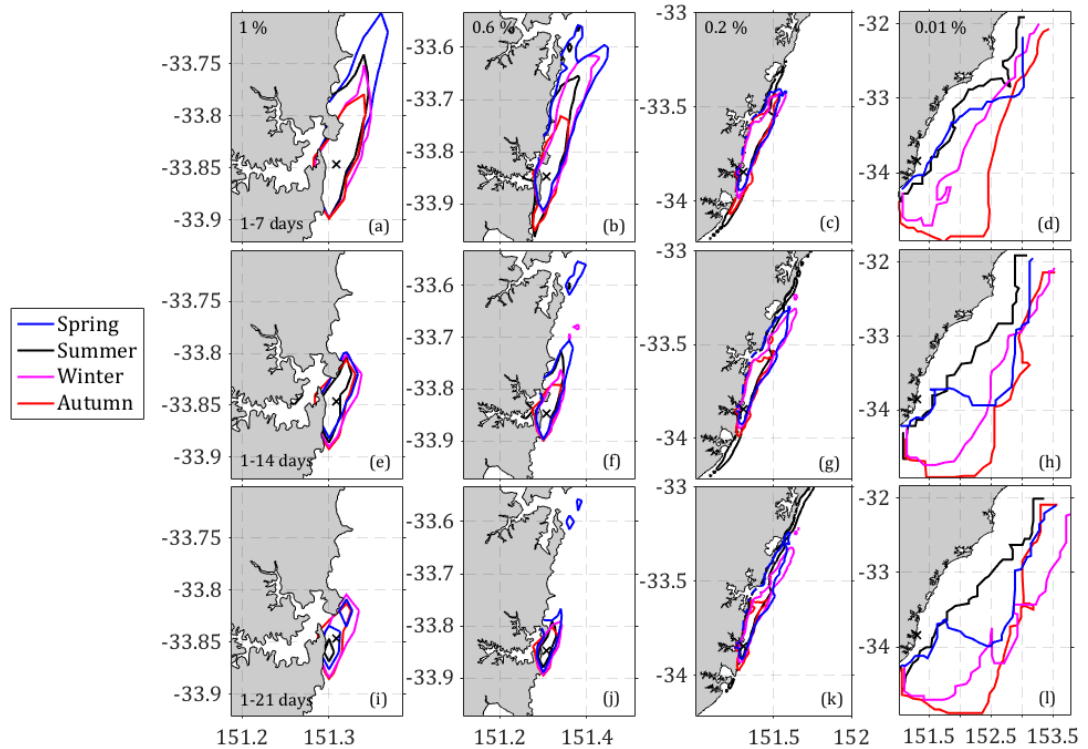 1 %
0.6 %
0.2 %
0.01 %
-33.75
-33.8
-33.85
-33.9
1-7 days
(a)
-33.6
-33.7
-33.8
-33.9
(b)
-33
-33.5
-34
(c)
-32
-33
-34
(d)
Spring
Summer
Winter
Autumn
-33.75
-33.8
-33.85
-33.9
1-14 days
(e)
-33.6
-33.7
-33.8
-33.9
(f)
-33
-33.5
-34
(g)
-32
-33
-34
(h)
-33.75
-33.8
-33.85
-33.9
1-21 days
(i)
-33.6
-33.7
-33.8
-33.9
(j)
-33
-33.5
-34
(k)
-32
-33
-34
(l)
151.2 151.3
151.2 151.4
151.5 152
151.5 152.5 153.5